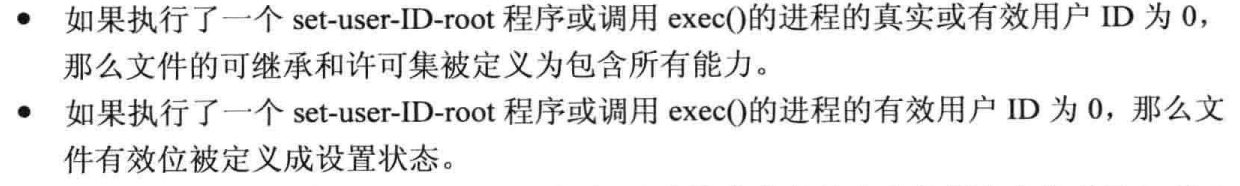 • 如果执行了一个 set-user-ID-root 程序或调用 exec()的进程的真实或有效用户 ID 为 0，
那么文件的可继承和许可集被定义为包含所有能力。
• 如果执行了一个 set-user-ID-root 程序或调用 exec()的进程的有效用户 ID 为 0，那么文
件有效位被定义成设置状态。